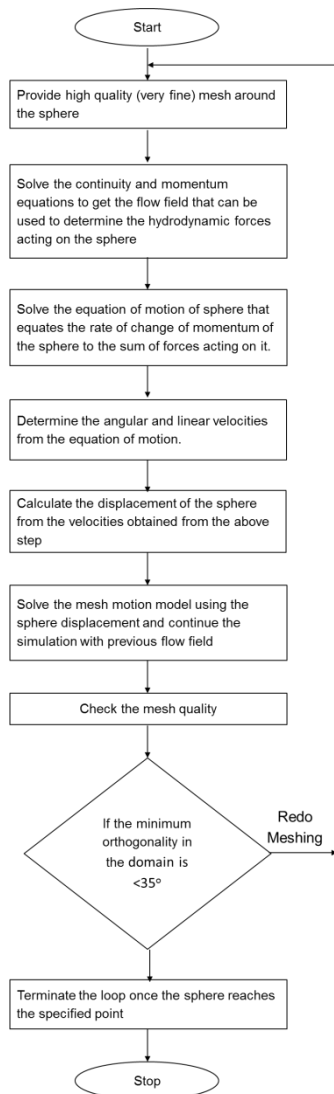 Start
Provide high quality (very fine) mesh around
the sphere
Solve the continuity and momentum
equations to get the flow field that can be
used to determine the hydrodynamic forces
acting on the sphere
Solve the equation of motion of sphere that
equates the rate of change of momentum of
the sphere to the sum of forces acting on it.
Determine the angular and linear velocities
from the equation of motion.
Calculate the displacement of the sphere
from the velocities obtained from the above
step
Solve the mesh motion model using the
sphere displacement and continue the
simulation with previous flow field
Check the mesh quality
If the minimum
orthogonality in
the domain is
<35°
Redo
Meshing
Terminate the loop once the sphere reaches
the specified point
Stop